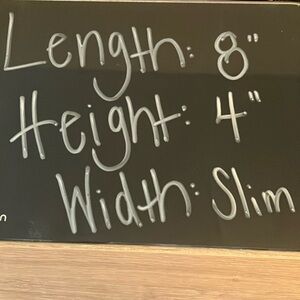 Length: 8"
Height: 4"
Width: Slim